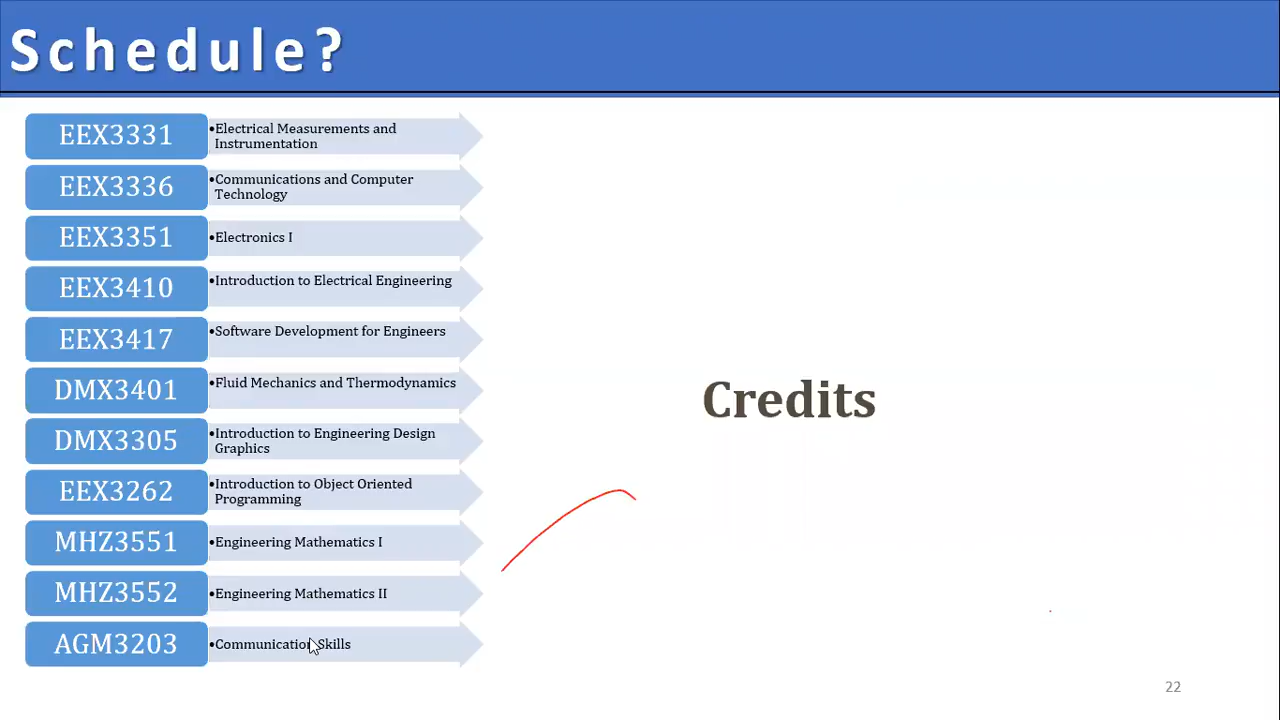 Schedule?
EEX3331
•Electrical Measurements and
Instrumentation
EEX3336
•Communications and Computer
Technology
EEX3351
•Electronics I
EEX3410
•Introduction to Electrical Engineering
EEX3417
•Software Development for Engineers
DMX3401
•Fluid Mechanics and Thermodynamics
DMX3305
•Introduction to Engineering Design
Graphics
EEX3262
•Introduction to Object Oriented
Programming
MHZ3551
•Engineering Mathematics I
MHZ3552
•Engineering Mathematics II
AGM3203
•Communication Skills
Credits
22